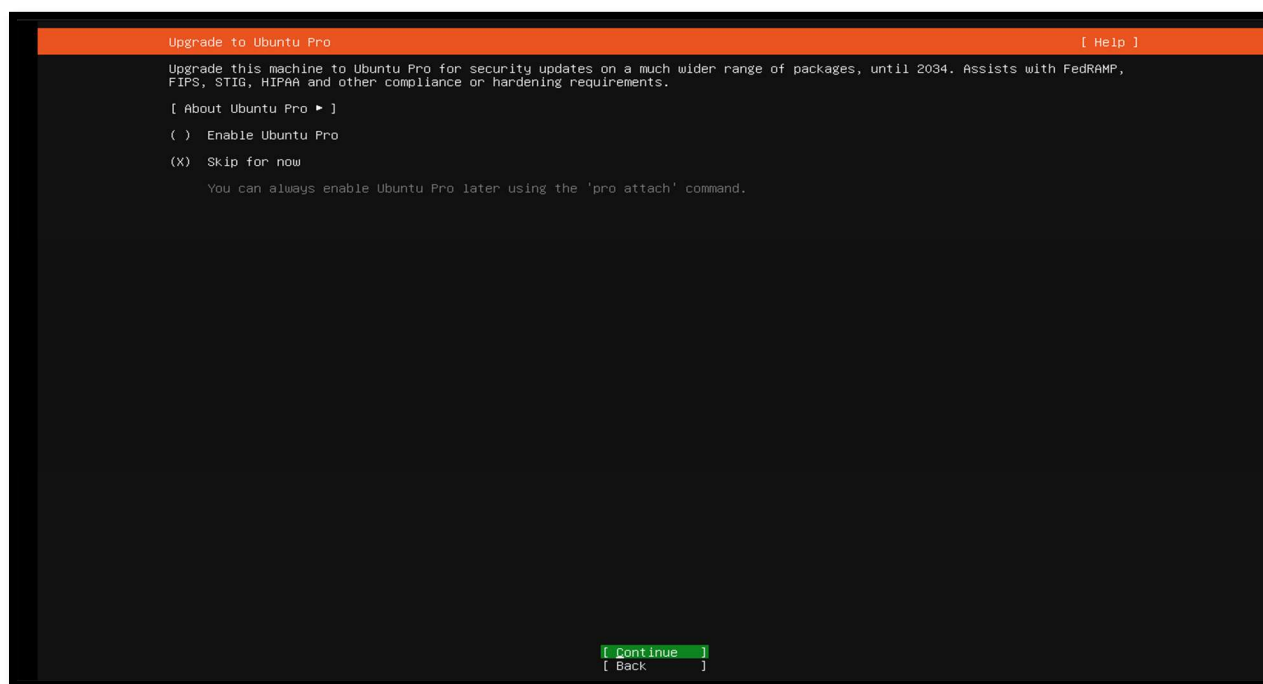 Upgrade to Ubuntu Pro [ Help ]
Upgrade this machine to Ubuntu Pro for security updates on a much wider range of packages, until 2034. Assists with FedRAMP,
FIPS, STIG, HIPAA and other compliance or hardening requirements.
[ About Ubuntu Pro ► ]
( ) Enable Ubuntu Pro
(X) Skip for now
You can always enable Ubuntu Pro later using the 'pro attach' command.
[ Continue ]
[ Back ]